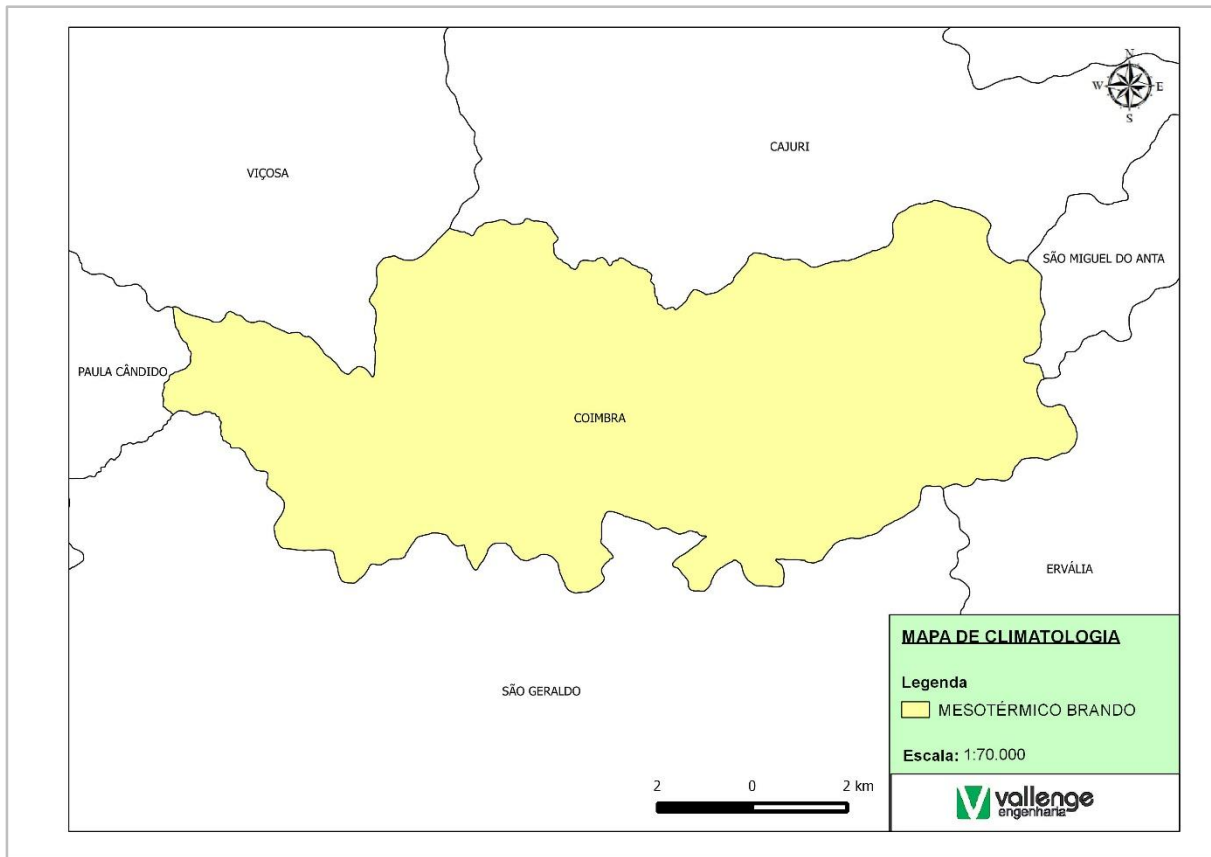 N
W E
S
CAJURI
VIÇOSA
SÃO MIGUEL DO ANTA
PAULA CÂNDIDO
COIMBRA
ERVÁLIA
SÃO GERALDO
MAPA DE CLIMATOLOGIA
Legenda
MESOTÉRMICO BRANDO
Escala: 1:70.000
2 0 2 km
vallenge
engenharia